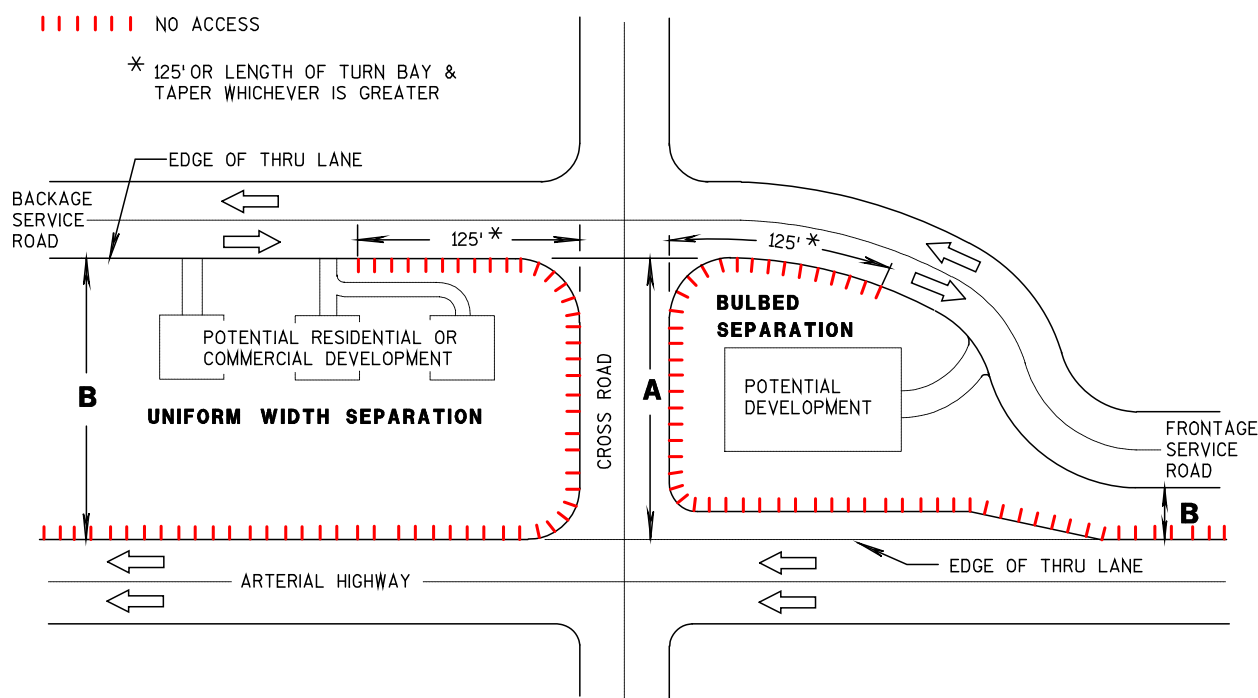 NO ACCESS
* 125' OR LENGTH OF TURN BAY &
TAPER WHICHEVER IS GREATER
EDGE OF THRU LANE
BACKAGE
SERVICE
ROAD
125' *
125' *
BULBED
SEPARATION
POTENTIAL RESIDENTIAL OR
COMMERCIAL DEVELOPMENT
B
UNIFORM WIDTH SEPARATION
CROSS ROAD
A
POTENTIAL
DEVELOPMENT
FRONTAGE
SERVICE
ROAD
B
EDGE OF THRU LANE
ARTERIAL HIGHWAY